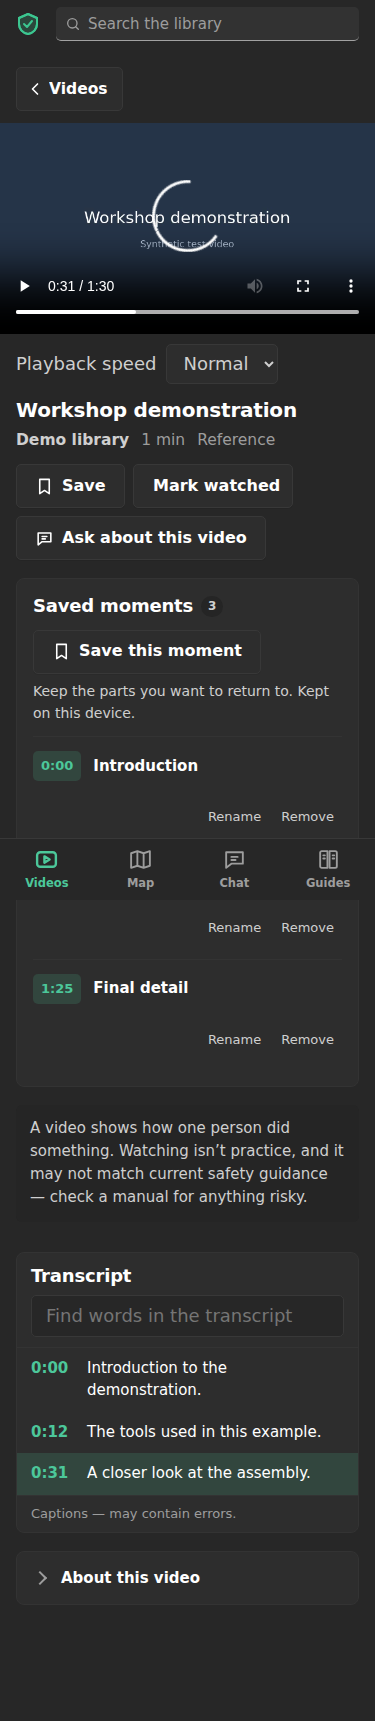 Search the library
Videos
Workshop demonstration
Synthetic test video
0:31 / 1:30
Playback speed Normal
Workshop demonstration
Demo library 1 min Reference
Save Mark watched
Ask about this video
Saved moments 3
Save this moment
Keep the parts you want to return to. Kept
on this device.
0:00 Introduction
Rename Remove
Videos Map Chat Guides
Rename Remove
1:25 Final detail
Rename Remove
A video shows how one person did
something. Watching isn’t practice, and it
may not match current safety guidance
— check a manual for anything risky.
Transcript
Find words in the transcript
0:00 Introduction to the
demonstration.
0:12 The tools used in this example.
0:31 A closer look at the assembly.
Captions — may contain errors.
About this video